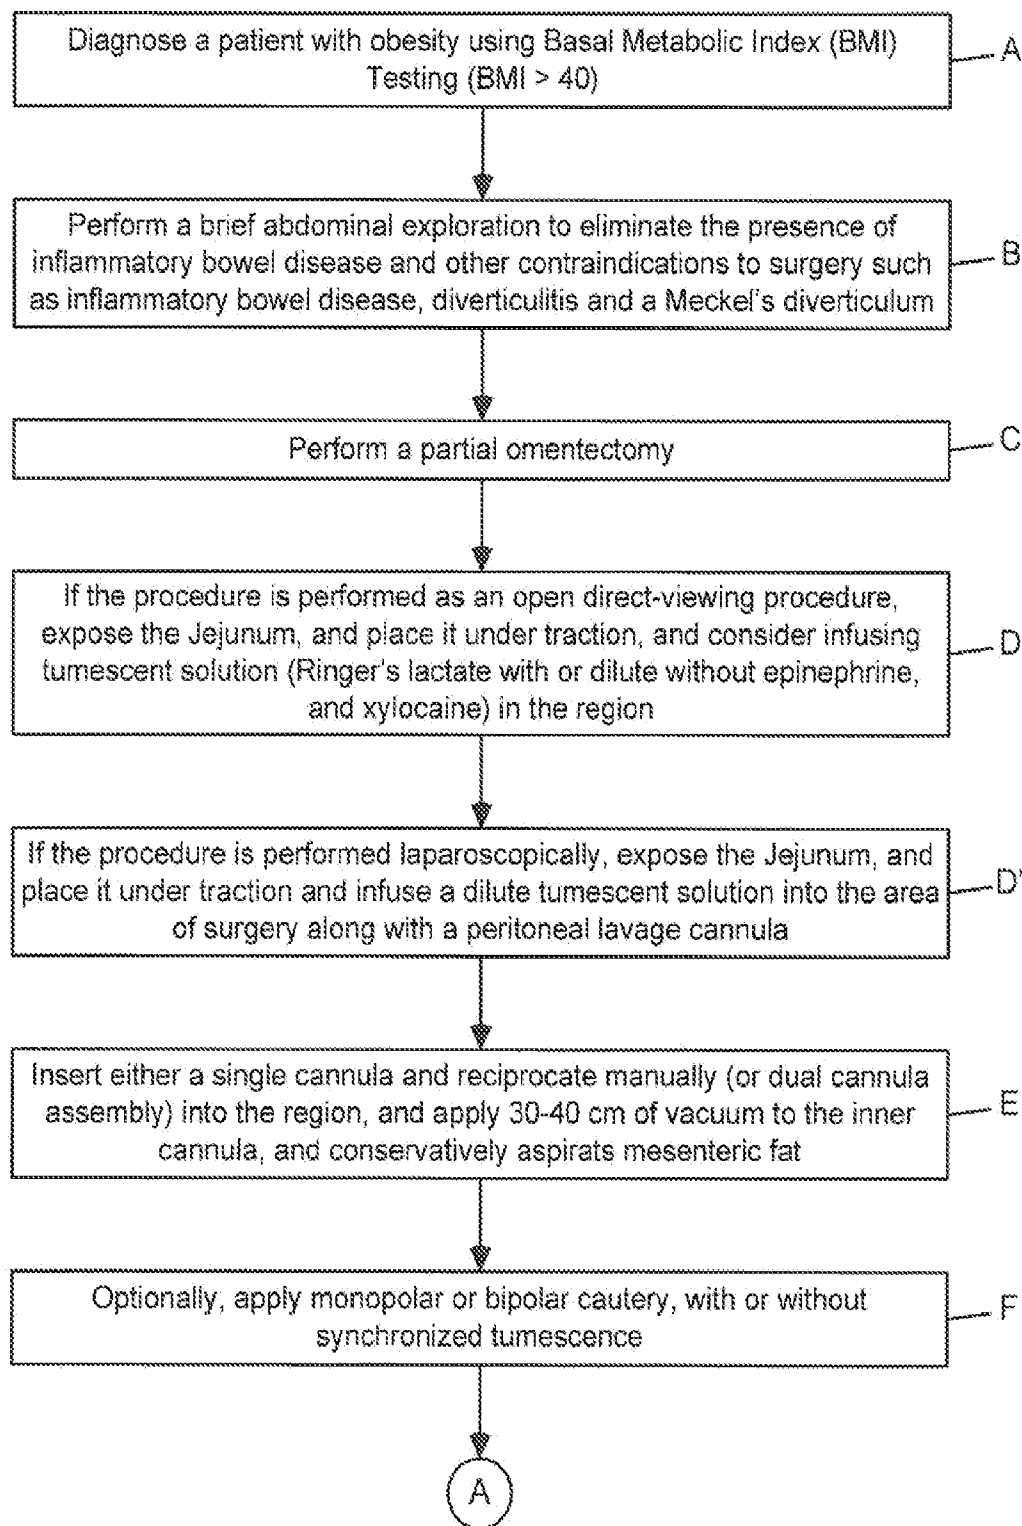 Diagnose a patient with obesity using Basal Metabolic Index (BMI)
Testing (BMI > 40)
A
Perform a brief abdominal exploration to eliminate the presence of
inflammatory bowel disease and other contraindications to surgery such
as inflammatory bowel disease, diverticulitis and a Meckel's diverticulum
B
Perform a partial omentectomy
C
If the procedure is performed as an open direct-viewing procedure,
expose the Jejunum, and place it under traction, and consider infusing
tumescent solution (Ringer's lactate with or dilute without epinephrine,
and xylocaine) in the region
D
If the procedure is performed laparoscopically, expose the Jejunum, and
place it under traction and infuse a dilute tumescent solution into the area
of surgery along with a peritoneal lavage cannula
D'
Insert either a single cannula and reciprocate manually (or dual cannula
assembly) into the region, and apply 30-40 cm of vacuum to the inner
cannula, and conservatively aspirats mesenteric fat
E
Optionally, apply monopolar or bipolar cautery, with or without
synchronized tumescence
F
A